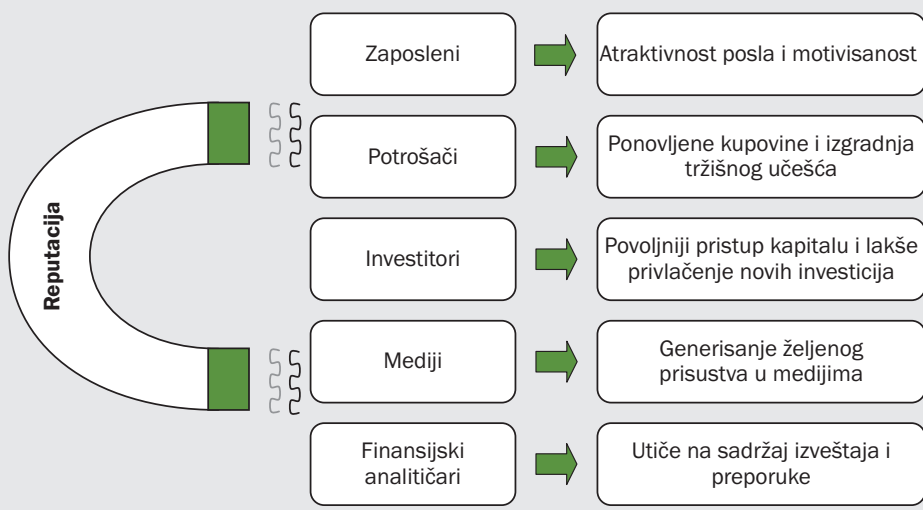 Reputacija
Zaposleni
Atraktivnost posla i motivisanost
Potrošači
Ponovljene kupovine i izgradnja
tržišnog učešća
Investitori
Povoljniji pristup kapitalu i lakše
privlačenje novih investicija
Mediji
Generisanje željenog
prisustva u medijima
Finansijski
analitičari
Utiče na sadržaj izveštaja i
preporuke